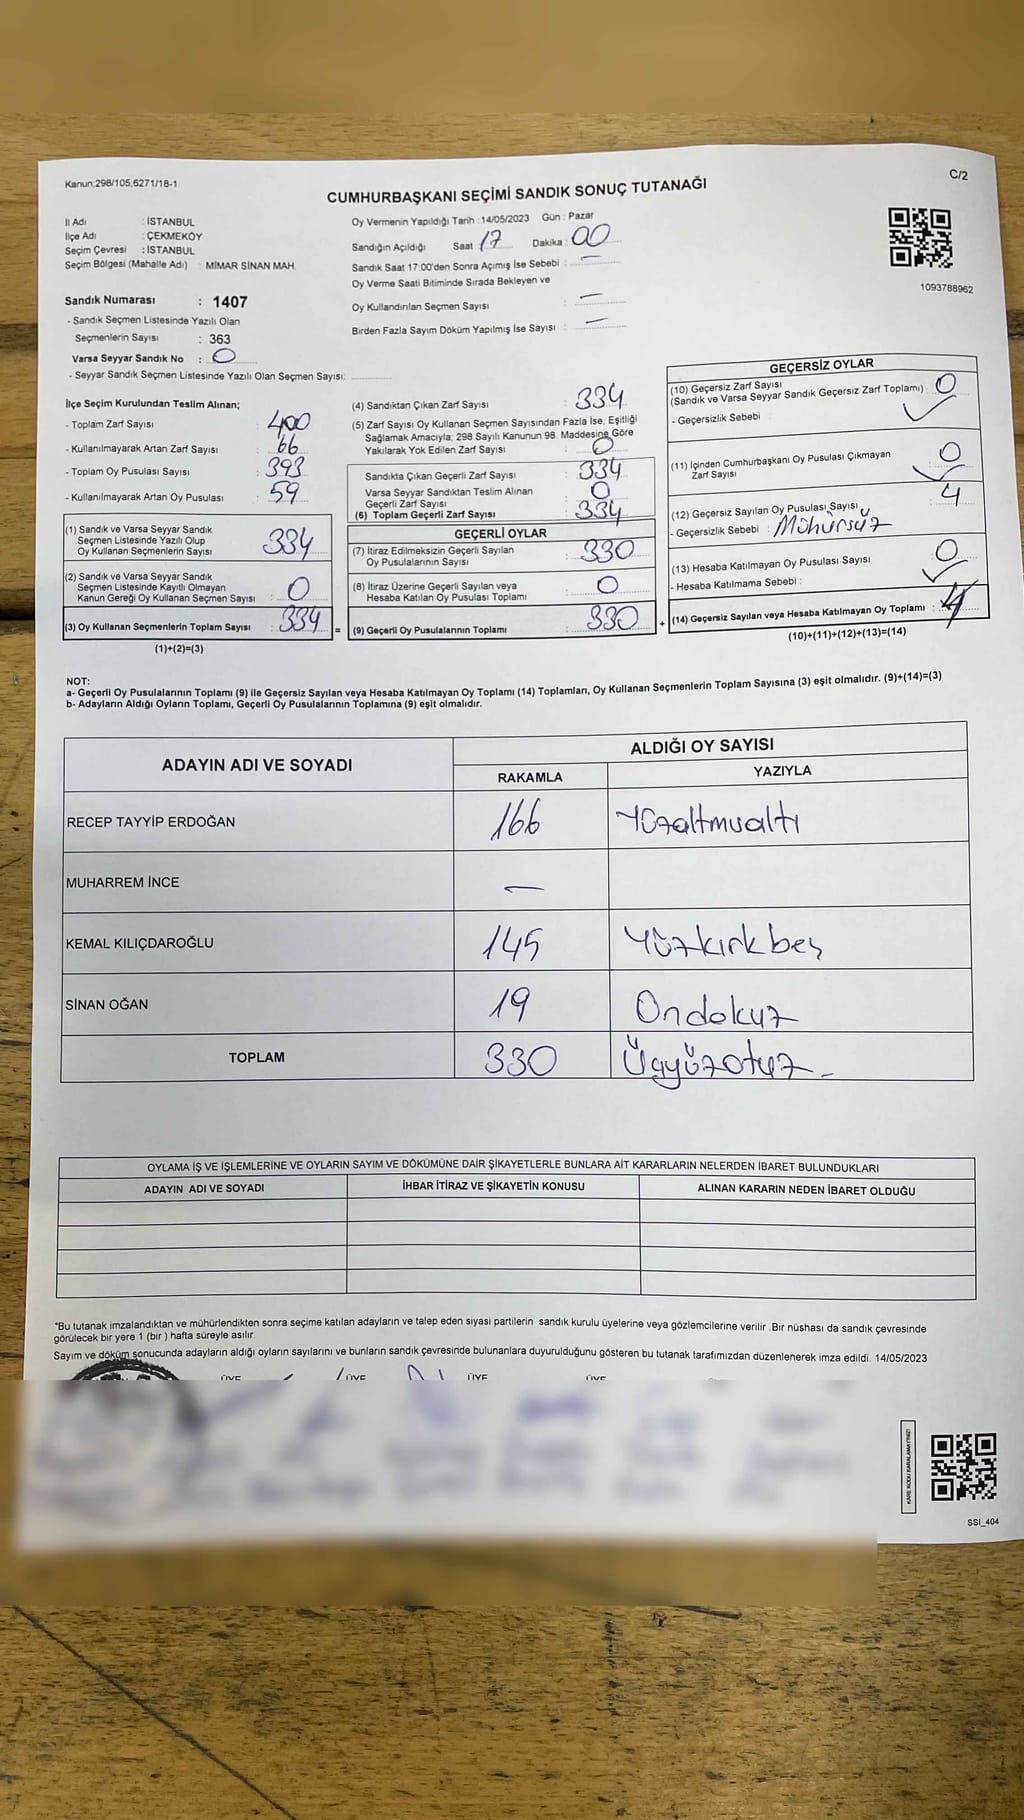 Kanun;298/105;6271/18-1
C/2
CUMHURBAŞKANI SEÇİMİ SANDIK SONUÇ TUTANAĞI
İl Adı : İSTANBUL
İlçe Adı : ÇEKMEKÖY
Seçim Çevresi : İSTANBUL
Seçim Bölgesi (Mahalle Adı) : MİMAR SİNAN MAH.
Sandık Numarası : 1407
- Sandık Seçmen Listesinde Yazılı Olan
Seçmenlerin Sayısı : 363
Varsa Seyyar Sandık No : 0
- Seyyar Sandık Seçmen Listesinde Yazılı Olan Seçmen Sayısı:
Oy Vermenin Yapıldığı Tarih : 14/05/2023 Gün : Pazar
Sandığın Açıldığı Saat 17 Dakika : 00
Sandık Saat 17:00'den Sonra Açımış İse Sebebi : —
Oy Verme Saati Bitiminde Sırada Bekleyen ve
Oy Kullandırılan Seçmen Sayısı : —
Birden Fazla Sayım Döküm Yapılmış İse Sayısı : —
1093788962
İlçe Seçim Kurulundan Teslim Alınan;
- Toplam Zarf Sayısı : 400
- Kullanılmayarak Artan Zarf Sayısı : 66
- Toplam Oy Pusulası Sayısı : 393
- Kullanılmayarak Artan Oy Pusulası : 59
(1) Sandık ve Varsa Seyyar Sandık
Seçmen Listesinde Yazılı Olup
Oy Kullanan Seçmenlerin Sayısı : 334
(2) Sandık ve Varsa Seyyar Sandık
Seçmen Listesinde Kayıtlı Olmayan
Kanun Gereği Oy Kullanan Seçmen Sayısı : 0
(3) Oy Kullanan Seçmenlerin Toplam Sayısı : 334 =
(1)+(2)=(3)
(4) Sandıktan Çıkan Zarf Sayısı : 334
(5) Zarf Sayısı Oy Kullanan Seçmen Sayısından Fazla İse, Eşitliği
Sağlamak Amacıyla; 298 Sayılı Kanunun 98. Maddesine Göre
Yakılarak Yok Edilen Zarf Sayısı : 0
Sandıkta Çıkan Geçerli Zarf Sayısı : 334
Varsa Seyyar Sandıktan Teslim Alınan
Geçerli Zarf Sayısı : 0
(6) Toplam Geçerli Zarf Sayısı : 334
GEÇERLİ OYLAR
(7) İtiraz Edilmeksizin Geçerli Sayılan
Oy Pusulalarının Sayısı : 330
(8) İtiraz Üzerine Geçerli Sayılan veya
Hesaba Katılan Oy Pusulası Toplamı : 0
(9) Geçerli Oy Pusulalarının Toplamı : 330 +
GEÇERSİZ OYLAR
(10) Geçersiz Zarf Sayısı
(Sandık ve Varsa Seyyar Sandık Geçersiz Zarf Toplamı) : 0
- Geçersizlik Sebebi :
(11) İçinden Cumhurbaşkanı Oy Pusulası Çıkmayan
Zarf Sayısı : 0
(12) Geçersiz Sayılan Oy Pusulası Sayısı : 4
- Geçersizlik Sebebi : Mühürsüz
(13) Hesaba Katılmayan Oy Pusulası Sayısı : 0
- Hesaba Katılmama Sebebi :
(14) Geçersiz Sayılan veya Hesaba Katılmayan Oy Toplamı : 4
(10)+(11)+(12)+(13)=(14)
NOT:
a- Geçerli Oy Pusulalarının Toplamı (9) ile Geçersiz Sayılan veya Hesaba Katılmayan Oy Toplamı (14) Toplamları, Oy Kullanan Seçmenlerin Toplam Sayısına (3) eşit olmalıdır. (9)+(14)=(3)
b- Adayların Aldığı Oyların Toplamı, Geçerli Oy Pusulalarının Toplamına (9) eşit olmalıdır.
ADAYIN ADI VE SOYADI ALDIĞI OY SAYISI
RAKAMLA YAZIYLA
RECEP TAYYİP ERDOĞAN 166 Yüzaltmışaltı
MUHARREM İNCE —
KEMAL KILIÇDAROĞLU 145 Yüzkırkbeş
SİNAN OĞAN 19 Ondokuz
TOPLAM 330 Üçyüzotuz -
OYLAMA İŞ VE İŞLEMLERİNE VE OYLARIN SAYIM VE DÖKÜMÜNE DAİR ŞİKAYETLERLE BUNLARA AİT KARARLARIN NELERDEN İBARET BULUNDUKLARI
ADAYIN ADI VE SOYADI İHBAR İTİRAZ VE ŞİKAYETİN KONUSU ALINAN KARARIN NEDEN İBARET OLDUĞU
*Bu tutanak imzalandıktan ve mühürlendikten sonra seçime katılan adayların ve talep eden siyasi partilerin sandık kurulu üyelerine veya gözlemcilerine verilir .Bir nüshası da sandık çevresinde
görülecek bir yere 1 (bir ) hafta süreyle asılır.
Sayım ve döküm sonucunda adayların aldığı oyların sayılarını ve bunların sandık çevresinde bulunanlara duyurulduğunu gösteren bu tutanak tarafımızdan düzenlenerek imza edildi. 14/05/2023
ÜYE ÜYE ÜYE ÜYE
KARE KODU KARALAMAYINIZ!
SSİ_404